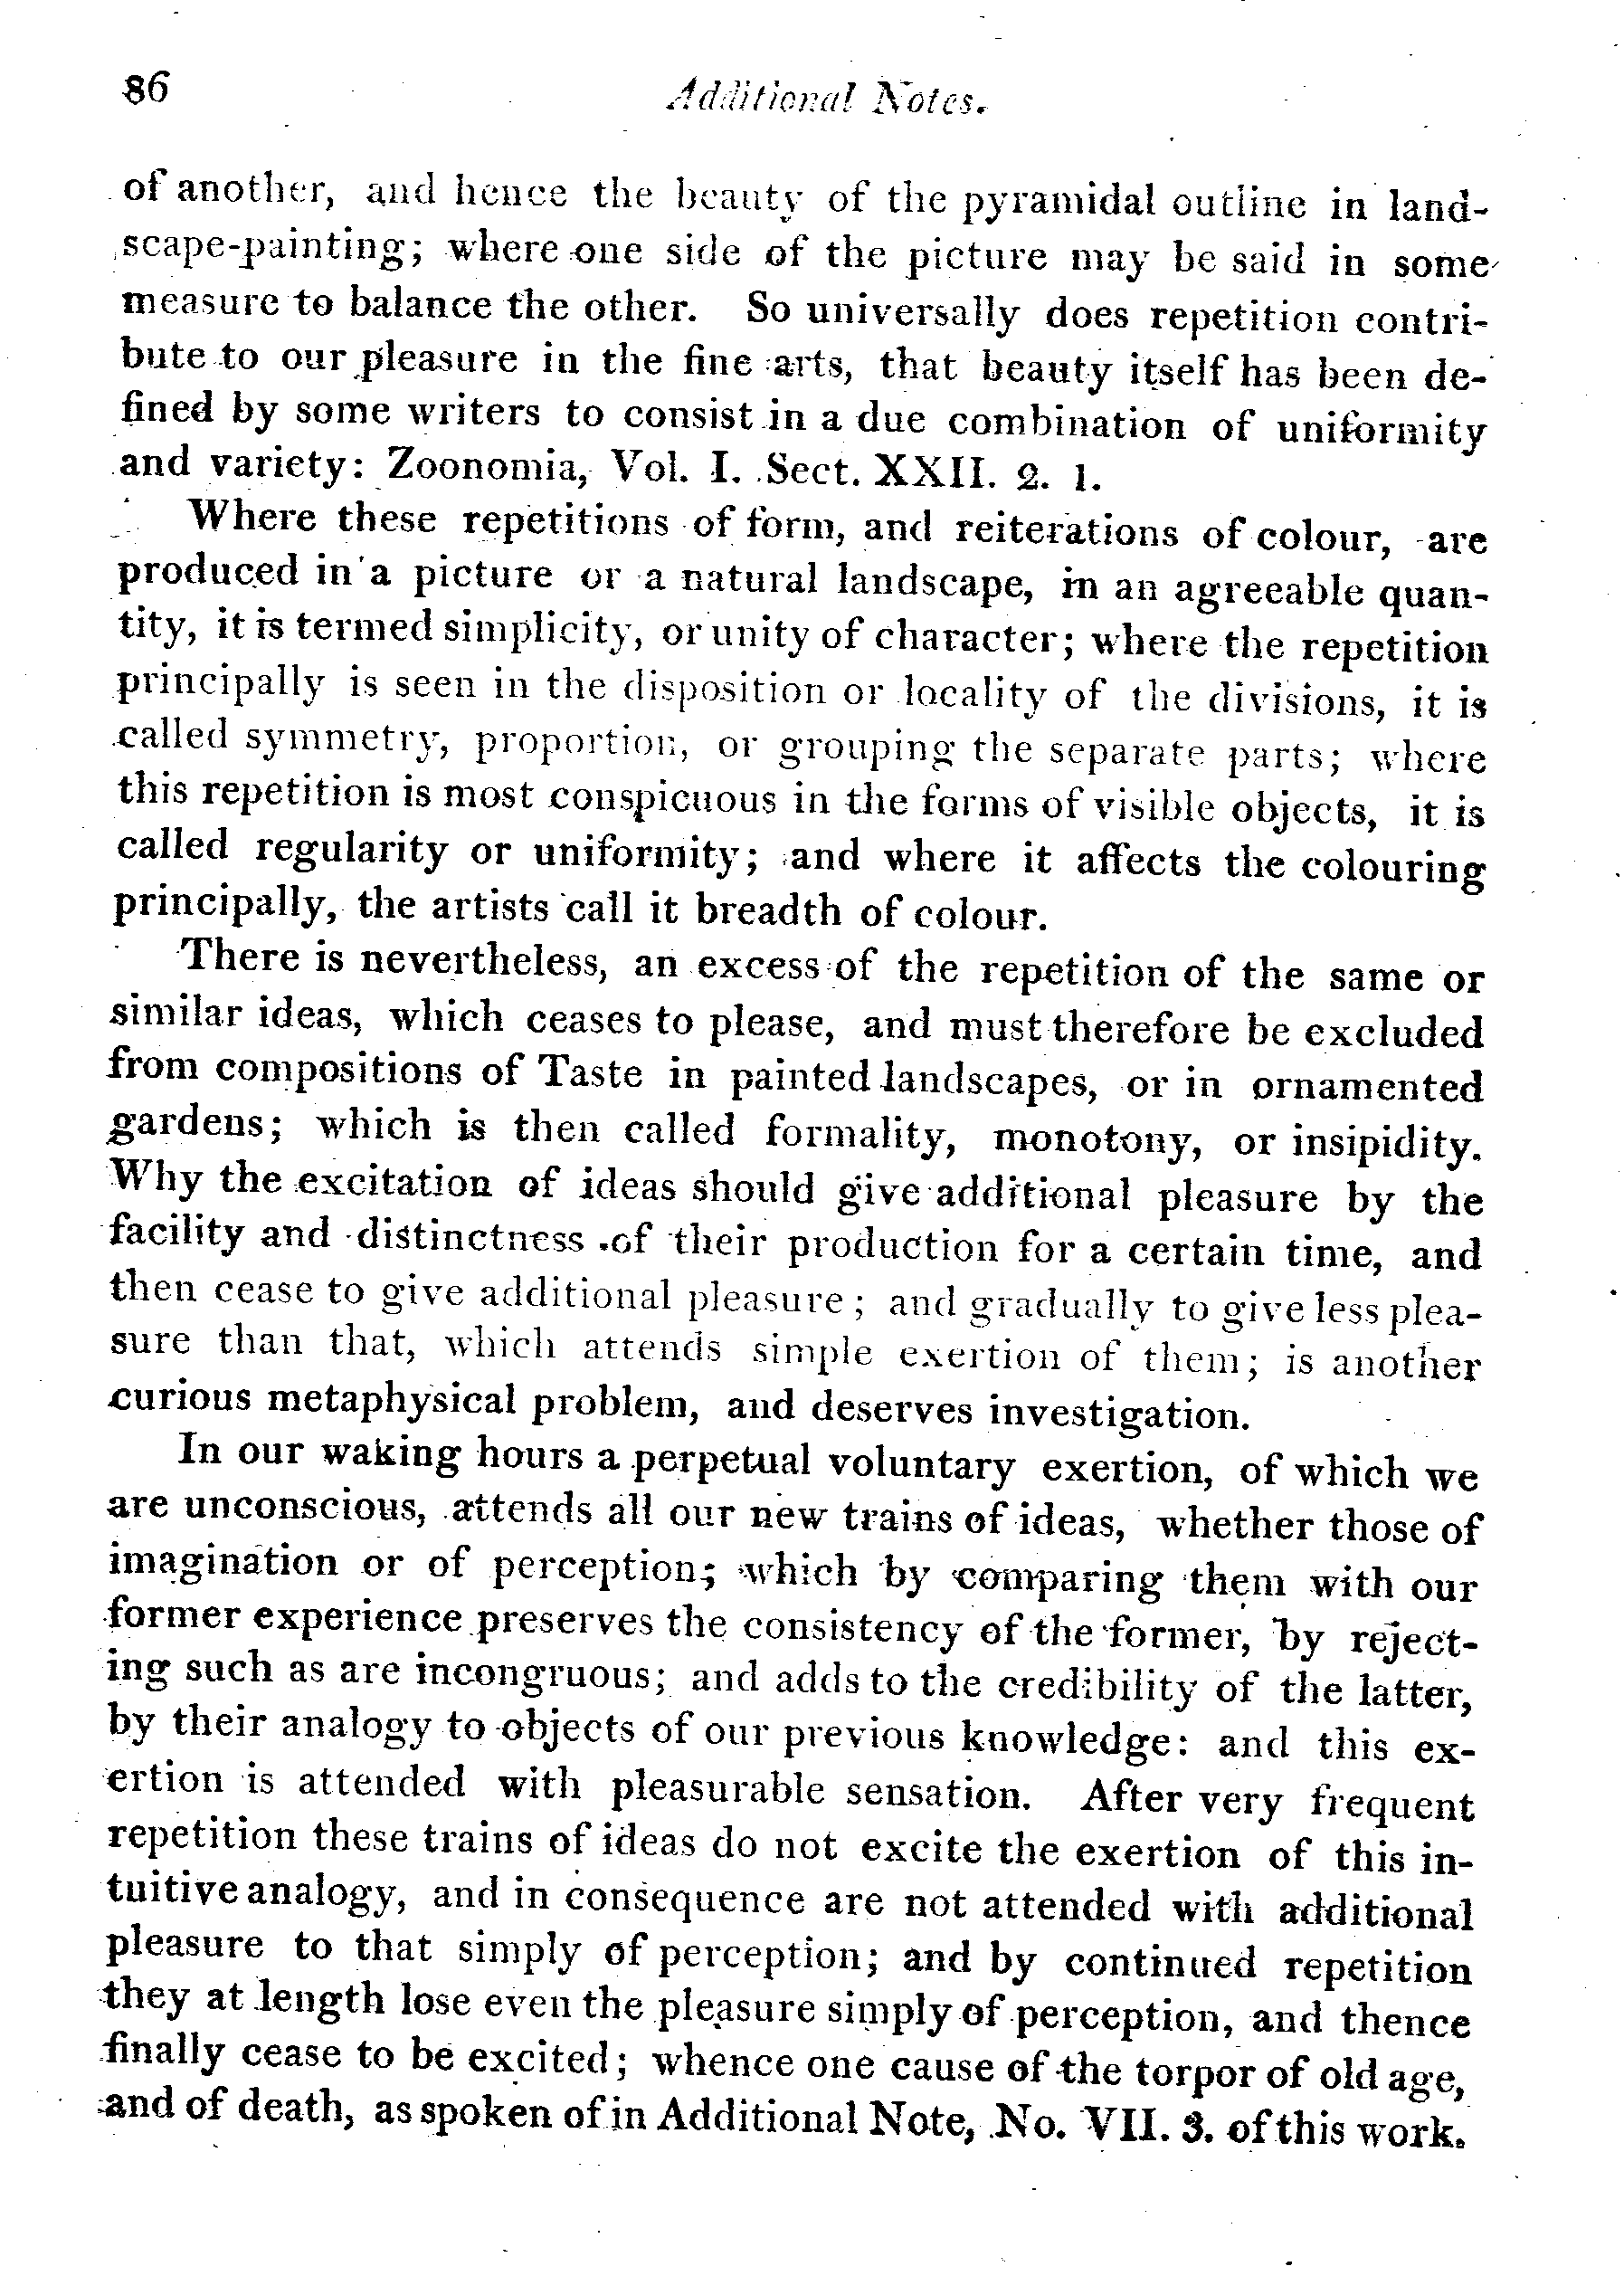 86 Additional Notes.
of another, and hence the beauty of the pyramidal outline in land-
scape-painting; where one side of the picture may be said in some
measure to balance the other. So universally does repetition contri-
bute to our pleasure in the fine arts, that beauty itself has been de-
fined by some writers to consist in a due combination of uniformity
and variety: Zoonomia, Vol. I. Sect. XXII. 2. 1.
Where these repetitions of form, and reiterations of colour, are
produced in a picture or a natural landscape, in an agreeable quan-
tity, it is termed simplicity, or unity of character; where the repetition
principally is seen in the disposition or locality of the divisions, it is
called symmetry, proportion, or grouping the separate parts; where
this repetition is most conspicuous in the forms of visible objects, it is
called regularity or uniformity; and where it affects the colouring
principally, the artists call it breadth of colour.
There is nevertheless, an excess of the repetition of the same or
similar ideas, which ceases to please, and must therefore be excluded
from compositions of Taste in painted landscapes, or in ornamented
gardens; which is then called formality, monotony, or insipidity.
Why the excitation of ideas should give additional pleasure by the
facility and distinctness of their production for a certain time, and
then cease to give additional pleasure; and gradually to give less plea-
sure than that, which attends simple exertion of them; is another
curious metaphysical problem, and deserves investigation.
In our waking hours a perpetual voluntary exertion, of which we
are unconscious, attends all our new trains of ideas, whether those of
imagination or of perception; which by comparing them with our
former experience preserves the consistency of the former, by reject-
ing such as are incongruous; and adds to the credibility of the latter,
by their analogy to objects of our previous knowledge: and this ex-
ertion is attended with pleasurable sensation. After very frequent
repetition these trains of ideas do not excite the exertion of this in-
tuitive analogy, and in consequence are not attended with additional
pleasure to that simply of perception; and by continued repetition
they at length lose even the pleasure simply of perception, and thence
finally cease to be excited; whence one cause of the torpor of old age,
and of death, as spoken of in Additional Note, No. VII. 3. of this work.